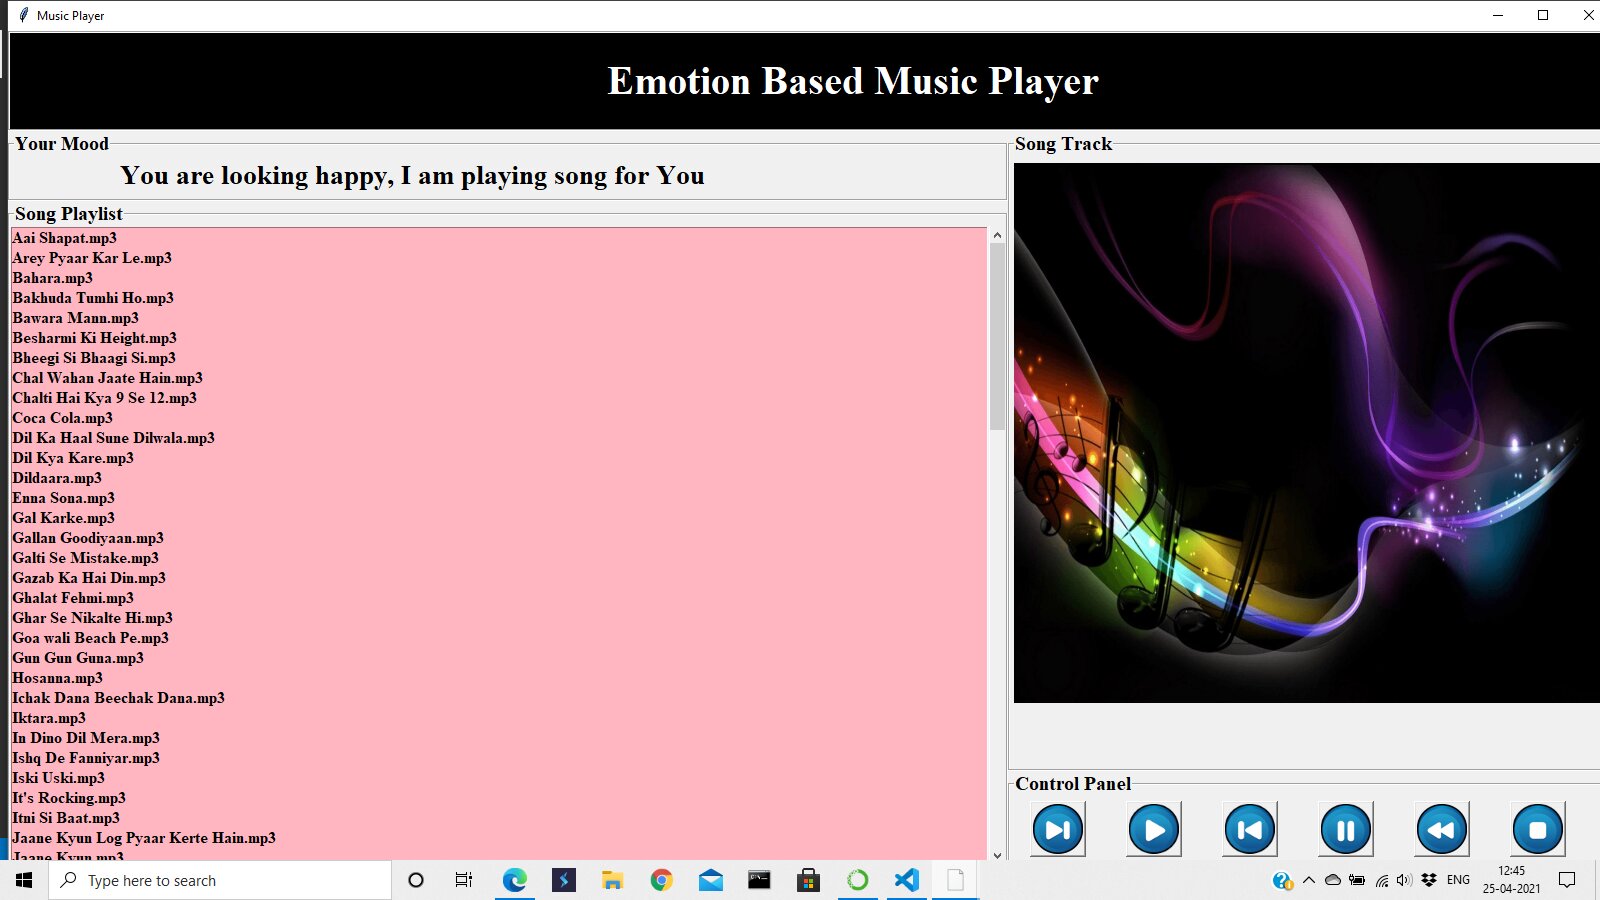 Music Player
Emotion Based Music Player
Your Mood
You are looking happy, I am playing song for You
Song Playlist
Aai Shapat.mp3
Arey Pyaar Kar Le.mp3
Bahara.mp3
Bakhuda Tumhi Ho.mp3
Bawara Mann.mp3
Besharmi Ki Height.mp3
Bheegi Si Bhaagi Si.mp3
Chal Wahan Jaate Hain.mp3
Chalti Hai Kya 9 Se 12.mp3
Coca Cola.mp3
Dil Ka Haal Sune Dilwala.mp3
Dil Kya Kare.mp3
Dildaara.mp3
Enna Sona.mp3
Gal Karke.mp3
Gallan Goodiyaan.mp3
Galti Se Mistake.mp3
Gazab Ka Hai Din.mp3
Ghalat Fehmi.mp3
Ghar Se Nikalte Hi.mp3
Goa wali Beach Pe.mp3
Gun Gun Guna.mp3
Hosanna.mp3
Ichak Dana Beechak Dana.mp3
Iktara.mp3
In Dino Dil Mera.mp3
Ishq De Fanniyar.mp3
Iski Uski.mp3
It's Rocking.mp3
Itni Si Baat.mp3
Jaane Kyun Log Pyaar Kerte Hain.mp3
Jaane Kyun.mp3
Song Track
Control Panel
Type here to search
ENG
12:45
25-04-2021